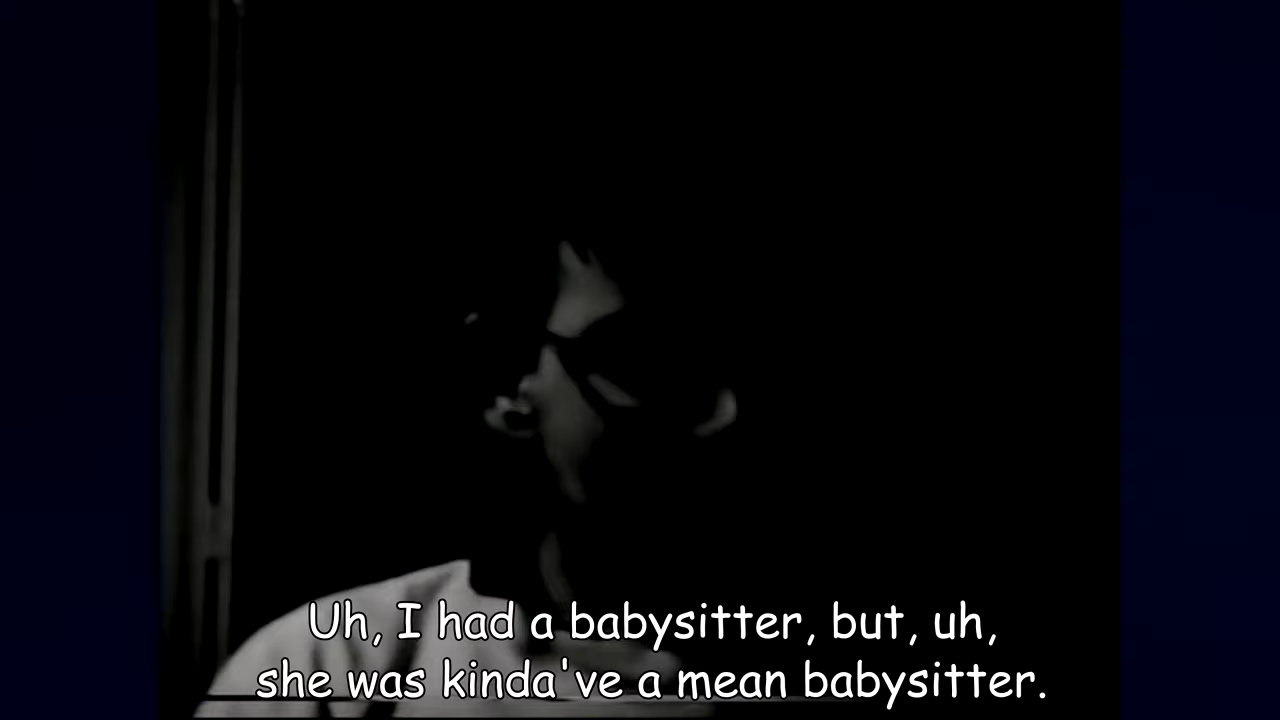 Uh, I had a babysitter, but, uh,
she was kinda've a mean babysitter.